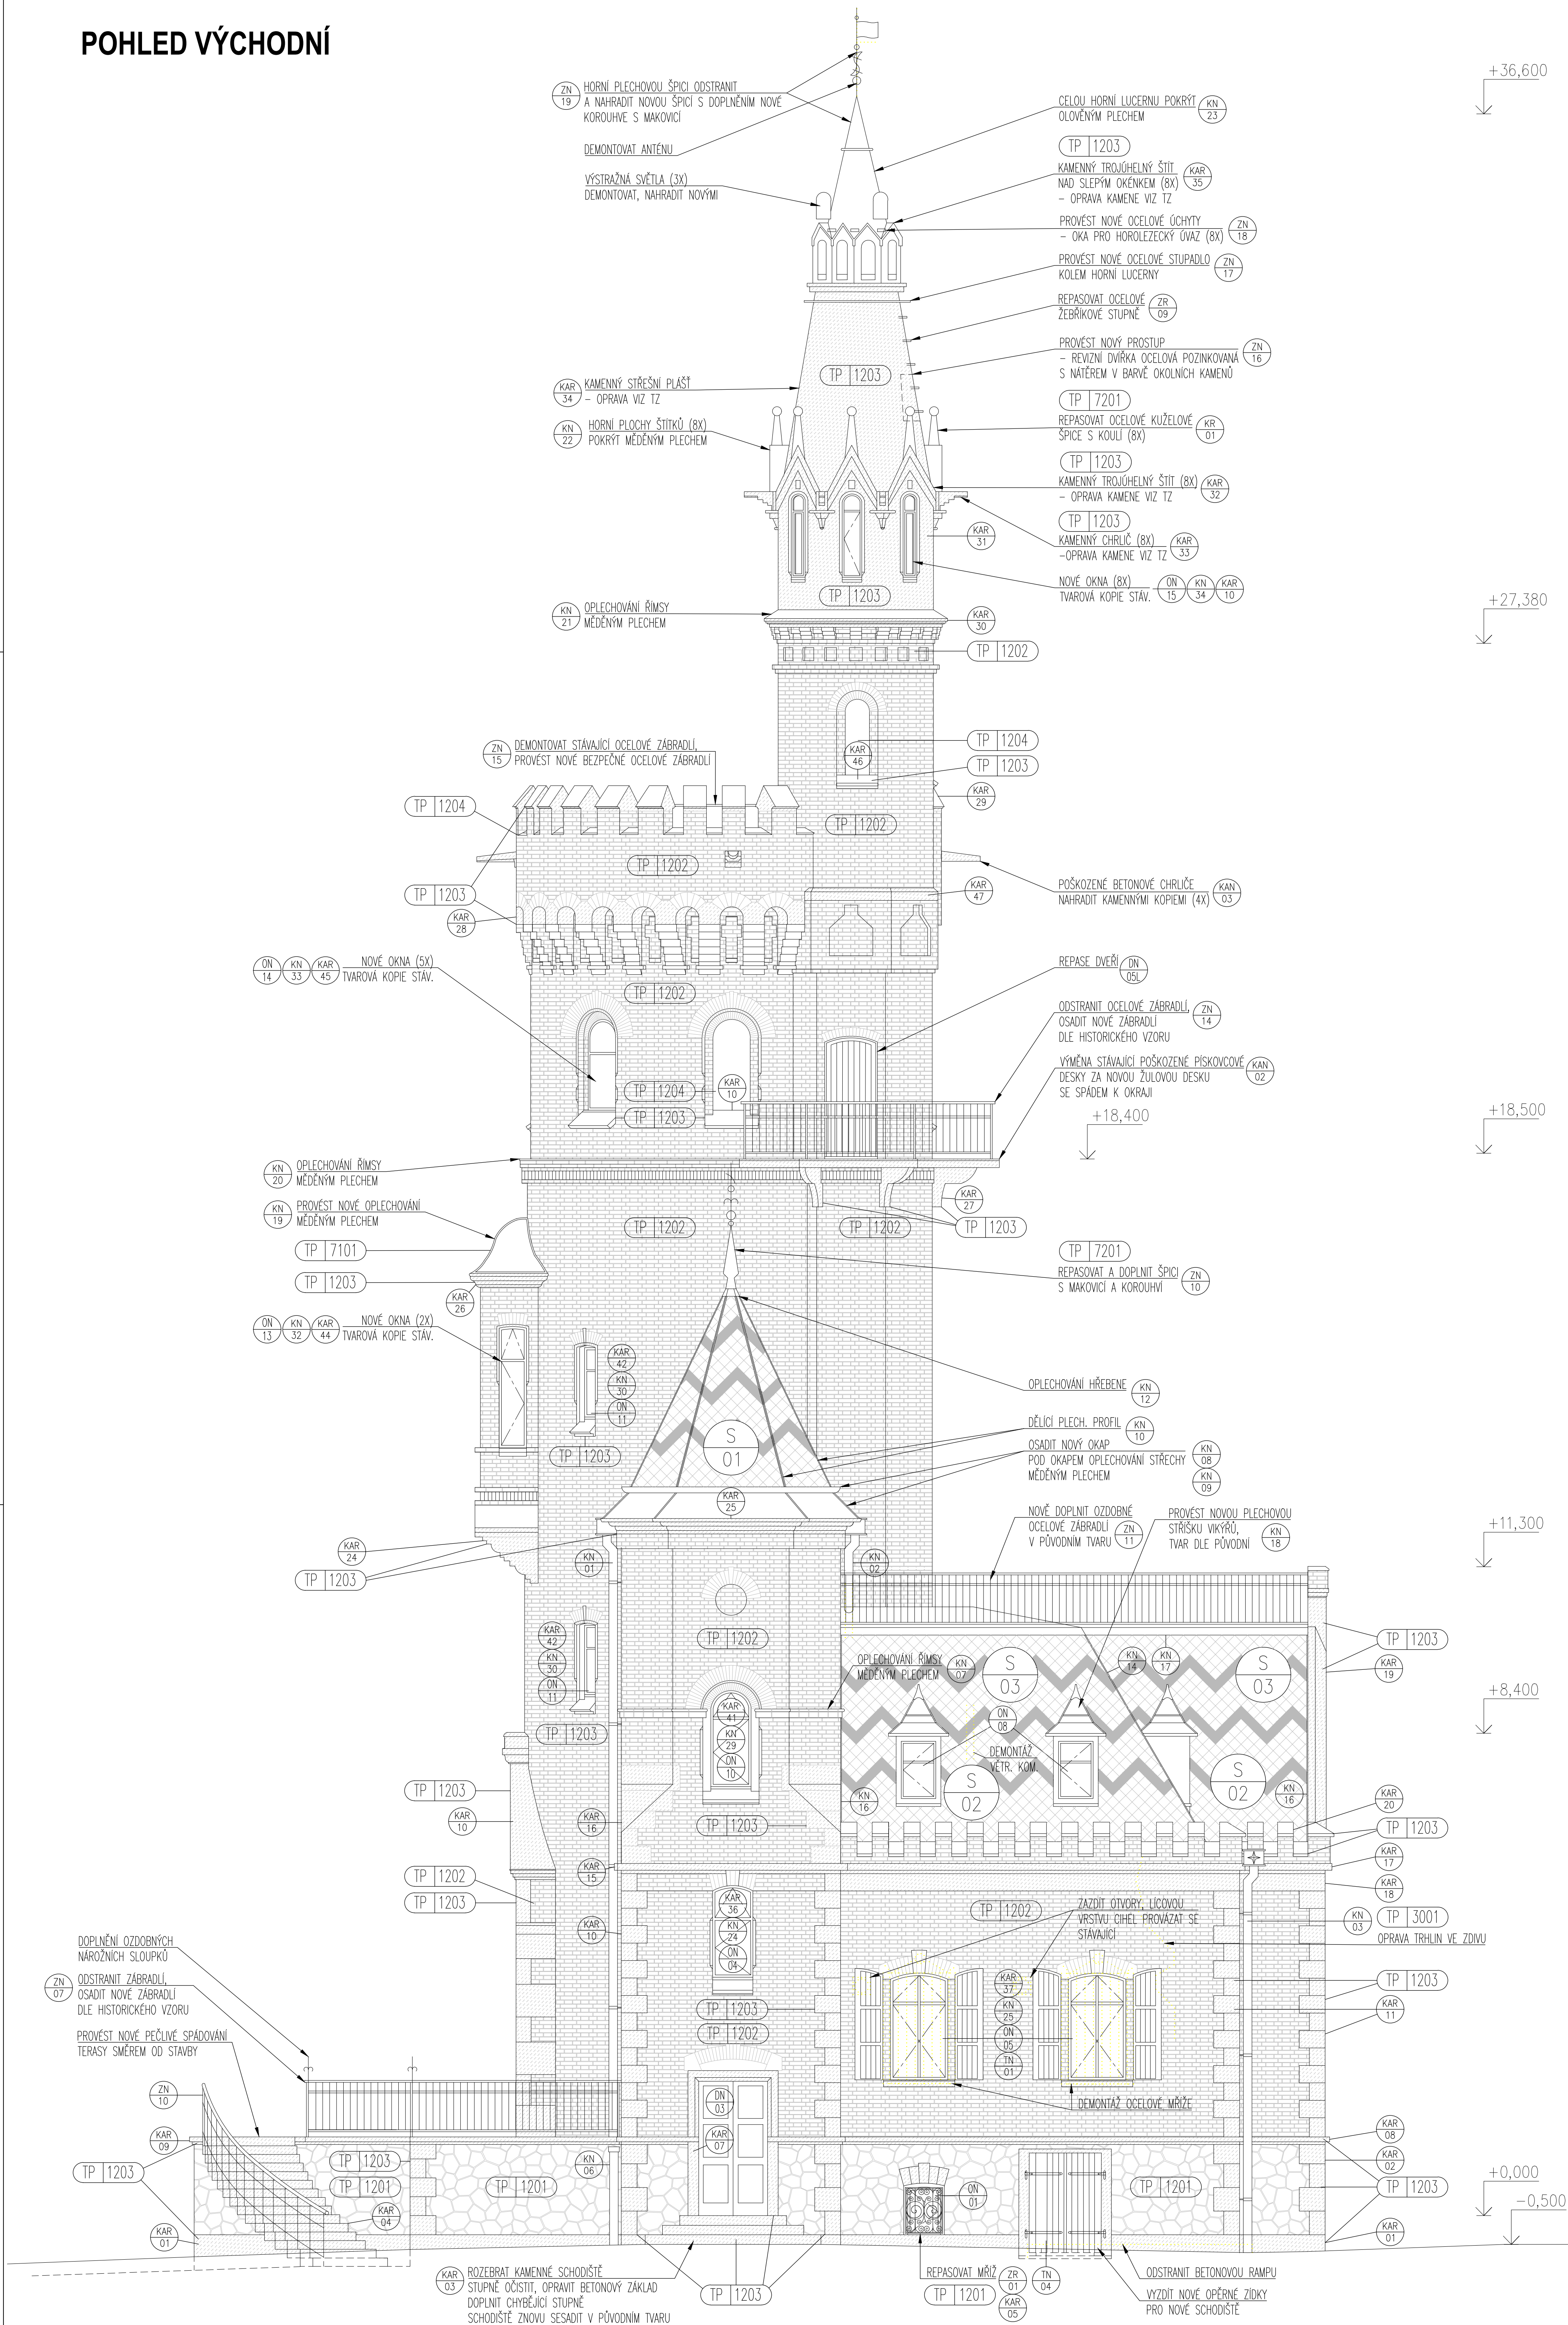 POHLED VÝCHODNÍ
+36,600
ZN
19
HORNÍ PLECHOVOU ŠPICI ODSTRANIT
A NAHRADIT NOVOU ŠPICÍ S DOPLNĚNÍM NOVÉ
KOROUHVE S MAKOVICÍ
DEMONTOVAT ANTÉNU
VÝSTRAŽNÁ SVĚTLA (3X)
DEMONTOVAT, NAHRADIT NOVÝMI
CELOU HORNÍ LUCERNU POKRÝT
OLOVĚNÝM PLECHEM
KN
23
TP 1203
KAMENNÝ TROJÚHELNÝ ŠTÍT
NAD SLEPÝM OKÉNKEM (8X)
– OPRAVA KAMENE VIZ TZ
KAR
35
PROVÉST NOVÉ OCELOVÉ ÚCHYTY
– OKA PRO HOROLEZECKÝ ÚVAZ (8X)
ZN
18
PROVÉST NOVÉ OCELOVÉ STUPADLO
KOLEM HORNÍ LUCERNY
ZN
17
REPASOVAT OCELOVÉ
ŽEBŘÍKOVÉ STUPNĚ
ZR
09
PROVÉST NOVÝ PROSTUP
– REVIZNÍ DVÍŘKA OCELOVÁ POZINKOVANÁ
S NÁTĚREM V BARVĚ OKOLNÍCH KAMENŮ
ZN
16
TP 1203
KAR
34
KAMENNÝ STŘEŠNÍ PLÁŠŤ
– OPRAVA VIZ TZ
KN
22
HORNÍ PLOCHY ŠTÍTKŮ (8X)
POKRÝT MĚDĚNÝM PLECHEM
TP 7201
REPASOVAT OCELOVÉ KUŽELOVÉ
ŠPICE S KOULÍ (8X)
KR
01
TP 1203
KAMENNÝ TROJÚHELNÝ ŠTÍT (8X)
– OPRAVA KAMENE VIZ TZ
KAR
32
TP 1203
KAMENNÝ CHRLIČ (8X)
–OPRAVA KAMENE VIZ TZ
KAR
33
KAR
31
NOVÉ OKNA (8X)
TVAROVÁ KOPIE STÁV.
ON
15
KN
34
KAR
10
TP 1203
+27,380
KN
21
OPLECHOVÁNÍ ŘÍMSY
MĚDĚNÝM PLECHEM
KAR
30
TP 1202
ZN
15
DEMONTOVAT STÁVAJÍCÍ OCELOVÉ ZÁBRADLÍ,
PROVÉST NOVÉ BEZPEČNÉ OCELOVÉ ZÁBRADLÍ
KAR
46
TP 1204
TP 1203
KAR
29
TP 1204
TP 1202
TP 1202
TP 1203
KAR
28
KAR
47
POŠKOZENÉ BETONOVÉ CHRLIČE
NAHRADIT KAMENNÝMI KOPIEMI (4X)
KAN
03
ON
14
KN
33
KAR
45
NOVÉ OKNA (5X)
TVAROVÁ KOPIE STÁV.
TP 1202
REPASE DVEŘÍ
DN
05L
ODSTRANIT OCELOVÉ ZÁBRADLÍ,
OSADIT NOVÉ ZÁBRADLÍ
DLE HISTORICKÉHO VZORU
ZN
14
VÝMĚNA STÁVAJÍCÍ POŠKOZENÉ PÍSKOVCOVÉ
DESKY ZA NOVOU ŽULOVOU DESKU
SE SPÁDEM K OKRAJI
KAN
02
TP 1204
KAR
10
TP 1203
+18,400
+18,500
KN
20
OPLECHOVÁNÍ ŘÍMSY
MĚDĚNÝM PLECHEM
KN
19
PROVÉST NOVÉ OPLECHOVÁNÍ
MĚDĚNÝM PLECHEM
KAR
27
TP 1202
TP 1202
TP 1203
TP 7101
TP 1203
KAR
26
TP 7201
REPASOVAT A DOPLNIT ŠPICI
S MAKOVICÍ A KOROUHVÍ
ZN
10
ON
13
KN
32
KAR
44
NOVÉ OKNA (2X)
TVAROVÁ KOPIE STÁV.
KAR
42
KN
30
ON
11
TP 1203
OPLECHOVÁNÍ HŘEBENE
KN
12
DĚLÍCÍ PLECH. PROFIL
KN
10
OSADIT NOVÝ OKAP
POD OKAPEM OPLECHOVÁNÍ STŘECHY
MĚDĚNÝM PLECHEM
KN
08
KN
09
S
01
KAR
25
NOVĚ DOPLNIT OZDOBNÉ
OCELOVÉ ZÁBRADLÍ
V PŮVODNÍM TVARU
ZN
11
PROVÉST NOVOU PLECHOVOU
STŘÍŠKU VIKÝŘŮ,
TVAR DLE PŮVODNÍ
KN
18
+11,300
KAR
24
TP 1203
KN
01
KN
02
KAR
42
KN
30
ON
11
TP 1203
TP 1202
OPLECHOVÁNÍ ŘÍMSY
MĚDĚNÝM PLECHEM
KN
07
S
03
KN
14
KN
17
S
03
TP 1203
KAR
19
+8,400
KAR
41
KN
29
ON
10
ON
08
DEMONTÁŽ
VĚTR. KOM.
S
02
S
02
KN
16
KN
16
TP 1203
KAR
10
KAR
16
TP 1203
KAR
20
TP 1203
KAR
17
KAR
18
KAR
15
TP 1202
TP 1203
KAR
10
KAR
36
KN
24
ON
04
TP 1202
ZAZDÍT OTVORY, LÍCOVOU
VRSTVU CIHEL PROVÁZAT SE
STÁVAJÍCÍ
KN
03
TP 3001
OPRAVA TRHLIN VE ZDIVU
DOPLNĚNÍ OZDOBNÝCH
NÁROŽNÍCH SLOUPKŮ
ZN
07
ODSTRANIT ZÁBRADLÍ,
OSADIT NOVÉ ZÁBRADLÍ
DLE HISTORICKÉHO VZORU
PROVÉST NOVÉ PEČLIVÉ SPÁDOVÁNÍ
TERASY SMĚREM OD STAVBY
KAR
37
KN
25
ON
05
TN
01
TP 1203
TP 1202
TP 1203
KAR
11
DEMONTÁŽ OCELOVÉ MŘÍŽE
ZN
10
KAR
09
TP 1203
DN
03
KAR
07
KAR
08
KAR
02
TP 1203
TP 1203
TP 1201
TP 1201
KN
06
KAR
04
KAR
01
ON
01
TP 1201
KAR
01
+0,000
–0,500
KAR
03
ROZEBRAT KAMENNÉ SCHODIŠTĚ
STUPNĚ OČISTIT, OPRAVIT BETONOVÝ ZÁKLAD
DOPLNIT CHYBĚJÍCÍ STUPNĚ
SCHODIŠTĚ ZNOVU SESADIT V PŮVODNÍM TVARU
TP 1203
REPASOVAT MŘÍŽ
ZR
01
TP 1201
KAR
05
TN
04
ODSTRANIT BETONOVOU RAMPU
VYZDÍT NOVÉ OPĚRNÉ ZÍDKY
PRO NOVÉ SCHODIŠTĚ